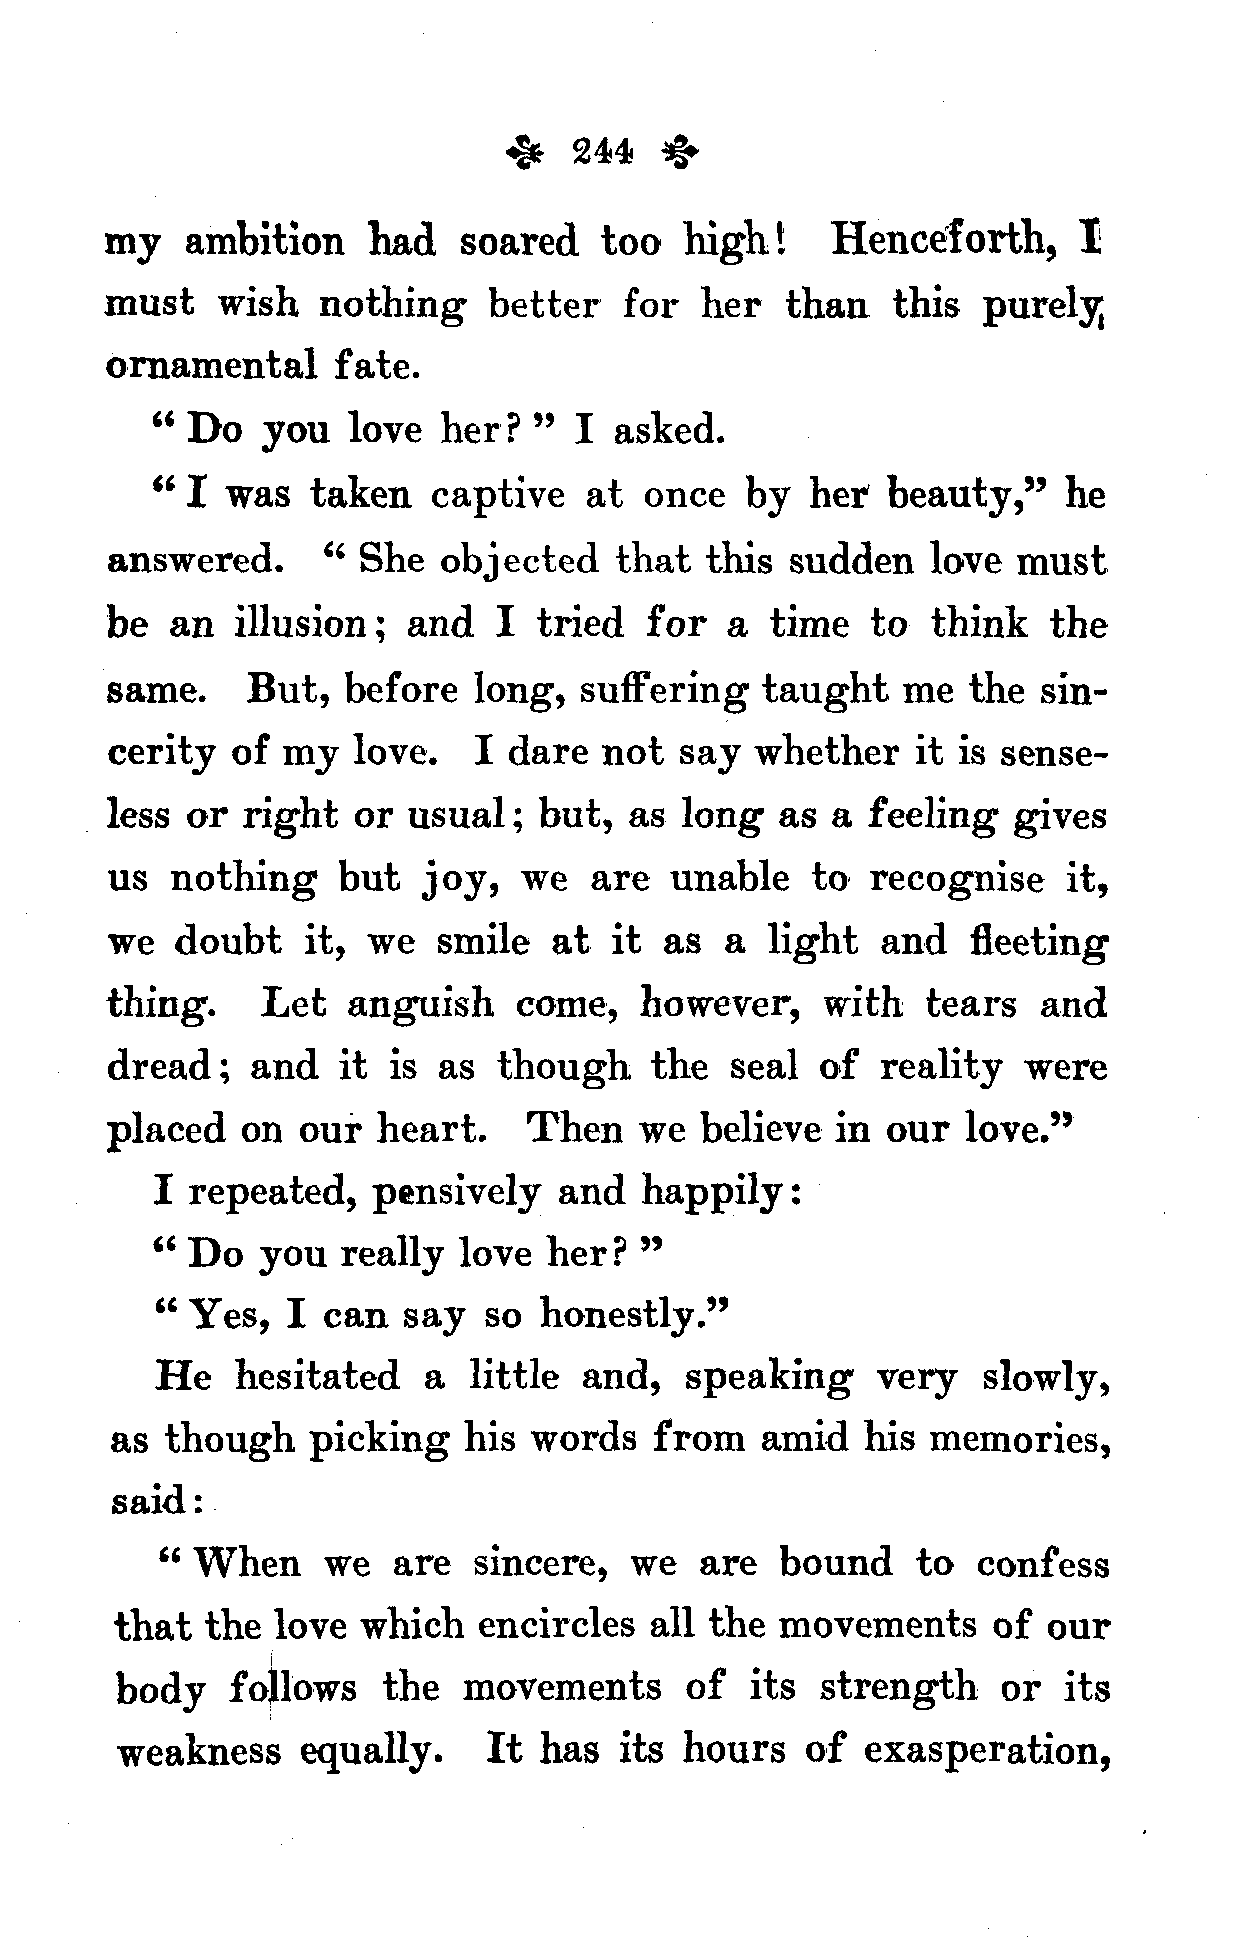 244
my ambition had soared too high! Henceforth, I
must wish nothing better for her than this purely
ornamental fate.
" Do you love her? " I asked.
" I was taken captive at once by her beauty," he
answered. " She objected that this sudden love must
be an illusion; and I tried for a time to think the
same. But, before long, suffering taught me the sin-
cerity of my love. I dare not say whether it is sense-
less or right or usual; but, as long as a feeling gives
us nothing but joy, we are unable to recognise it,
we doubt it, we smile at it as a light and fleeting
thing. Let anguish come, however, with tears and
dread; and it is as though the seal of reality were
placed on our heart. Then we believe in our love."
I repeated, pensively and happily:
" Do you really love her? "
" Yes, I can say so honestly."
He hesitated a little and, speaking very slowly,
as though picking his words from amid his memories,
said:
" When we are sincere, we are bound to confess
that the love which encircles all the movements of our
body follows the movements of its strength or its
weakness equally. It has its hours of exasperation,